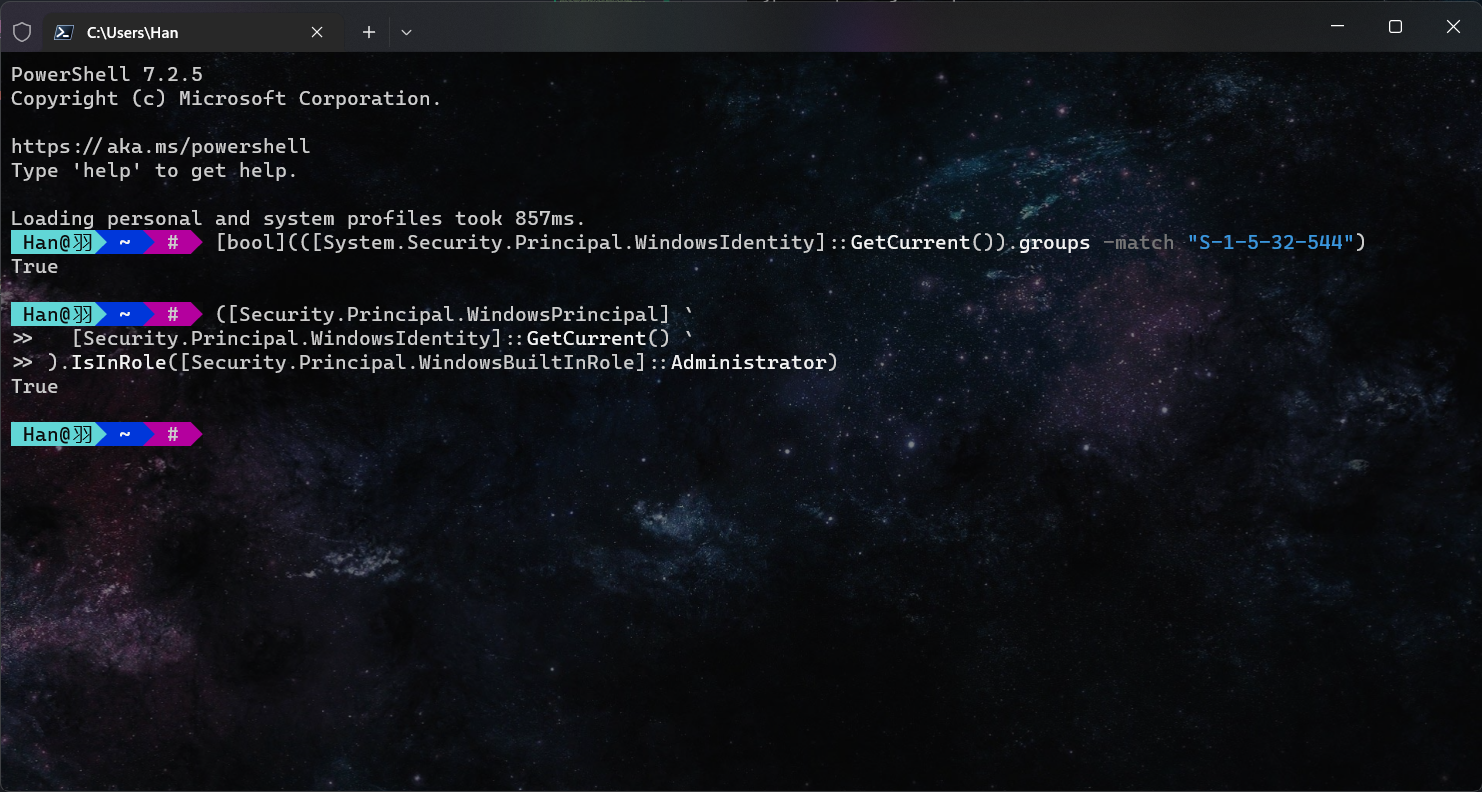 C:\Users\Han
PowerShell 7.2.5
Copyright (c) Microsoft Corporation.
https://aka.ms/powershell
Type 'help' to get help.
Loading personal and system profiles took 857ms.
Han@羽 ~ # [bool](([System.Security.Principal.WindowsIdentity]::GetCurrent()).groups -match "S-1-5-32-544")
True
Han@羽 ~ # ([Security.Principal.WindowsPrincipal] `
>>   [Security.Principal.WindowsIdentity]::GetCurrent() `
>> ).IsInRole([Security.Principal.WindowsBuiltInRole]::Administrator)
True
Han@羽 ~ #